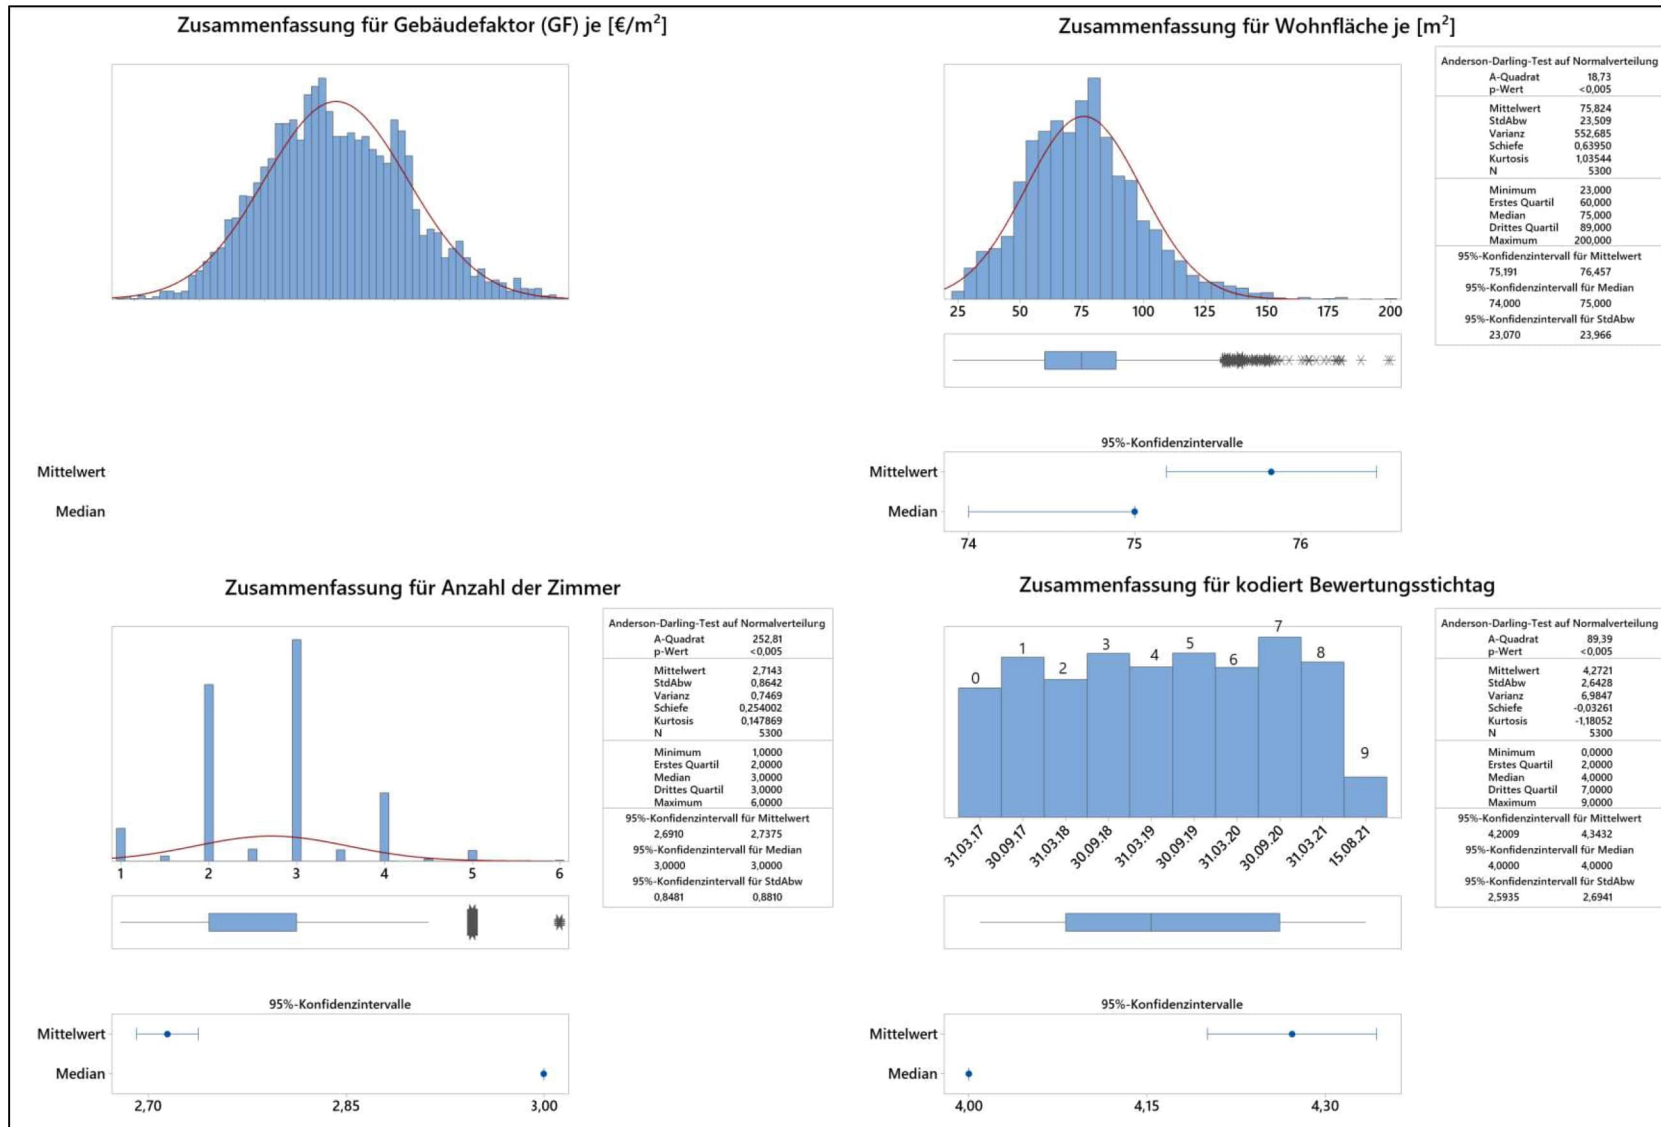 Zusammenfassung für Gebäudefaktor (GF) je [€/m²]
Mittelwert
Median
Zusammenfassung für Wohnfläche je [m²]
25 50 75 100 125 150 175 200
Anderson-Darling-Test auf Normalverteilung
A-Quadrat 18,73
p-Wert <0,005
Mittelwert 75,824
StdAbw 23,509
Varianz 552,685
Schiefe 0,63950
Kurtosis 1,03544
N 5300
Minimum 23,000
Erstes Quartil 60,000
Median 75,000
Drittes Quartil 89,000
Maximum 200,000
95%-Konfidenzintervall für Mittelwert
75,191 76,457
95%-Konfidenzintervall für Median
74,000 75,000
95%-Konfidenzintervall für StdAbw
23,070 23,966
95%-Konfidenzintervalle
Mittelwert
Median
74 75 76
Zusammenfassung für Anzahl der Zimmer
1 2 3 4 5 6
Anderson-Darling-Test auf Normalverteilung
A-Quadrat 252,81
p-Wert <0,005
Mittelwert 2,7143
StdAbw 0,8642
Varianz 0,7469
Schiefe 0,254002
Kurtosis 0,147869
N 5300
Minimum 1,0000
Erstes Quartil 2,0000
Median 3,0000
Drittes Quartil 3,0000
Maximum 6,0000
95%-Konfidenzintervall für Mittelwert
2,6910 2,7375
95%-Konfidenzintervall für Median
3,0000 3,0000
95%-Konfidenzintervall für StdAbw
0,8481 0,8810
95%-Konfidenzintervalle
Mittelwert
Median
2,70 2,85 3,00
Zusammenfassung für kodiert Bewertungsstichtag
0 1 2 3 4 5 6 7 8 9
31.03.17 30.09.17 31.03.18 30.09.18 31.03.19 30.09.19 31.03.20 30.09.20 31.03.21 15.08.21
Anderson-Darling-Test auf Normalverteilung
A-Quadrat 89,39
p-Wert <0,005
Mittelwert 4,2721
StdAbw 2,6428
Varianz 6,9847
Schiefe -0,03261
Kurtosis -1,18052
N 5300
Minimum 0,0000
Erstes Quartil 2,0000
Median 4,0000
Drittes Quartil 7,0000
Maximum 9,0000
95%-Konfidenzintervall für Mittelwert
4,2009 4,3432
95%-Konfidenzintervall für Median
4,0000 4,0000
95%-Konfidenzintervall für StdAbw
2,5935 2,6941
95%-Konfidenzintervalle
Mittelwert
Median
4,00 4,15 4,30